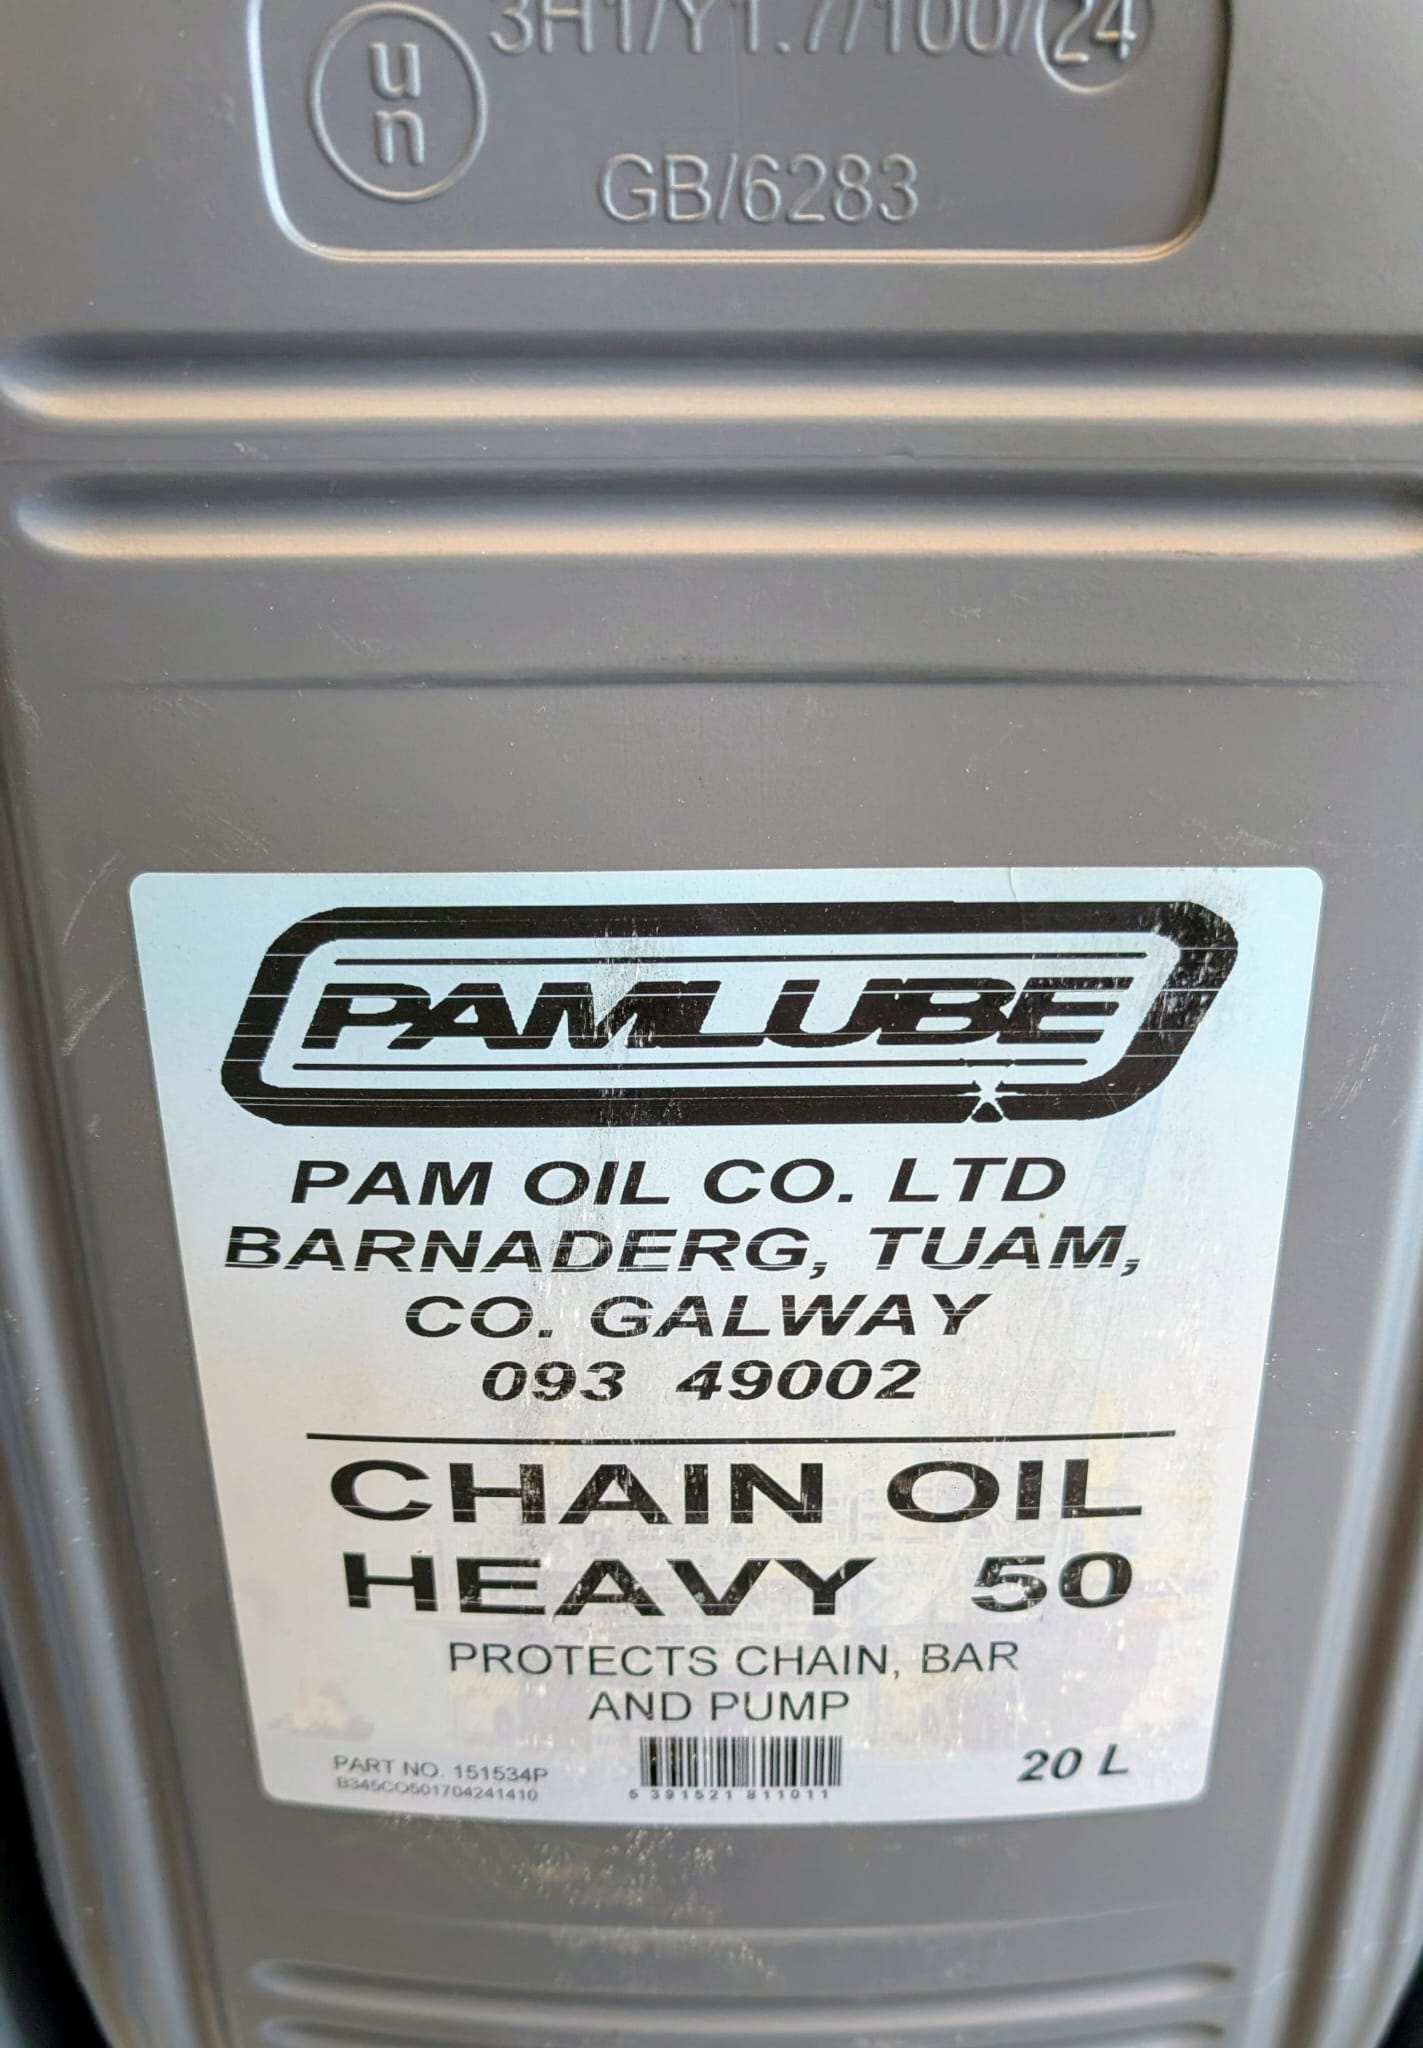 un
3H1/Y1.7/100/24
GB/6283
PAMLUBE
PAM OIL CO. LTD
BARNADERG, TUAM,
CO. GALWAY
093 49002
CHAIN OIL
HEAVY 50
PROTECTS CHAIN, BAR
AND PUMP
PART NO. 151534P
B345CO501704241410
5 391521 811011
20 L